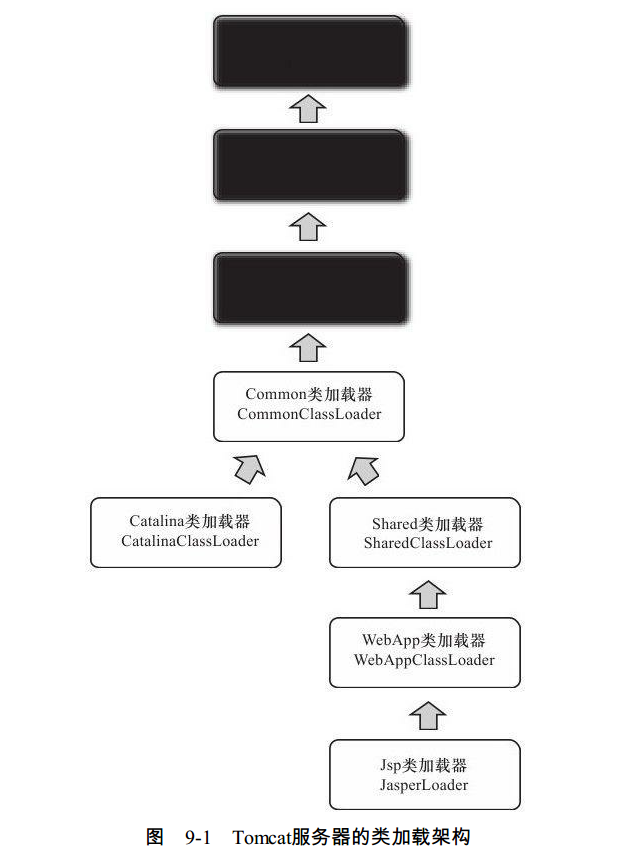 Common类加载器
CommonClassLoader
Catalina类加载器
CatalinaClassLoader
Shared类加载器
SharedClassLoader
WebApp类加载器
WebAppClassLoader
Jsp类加载器
JasperLoader
图 9-1 Tomcat服务器的类加载架构